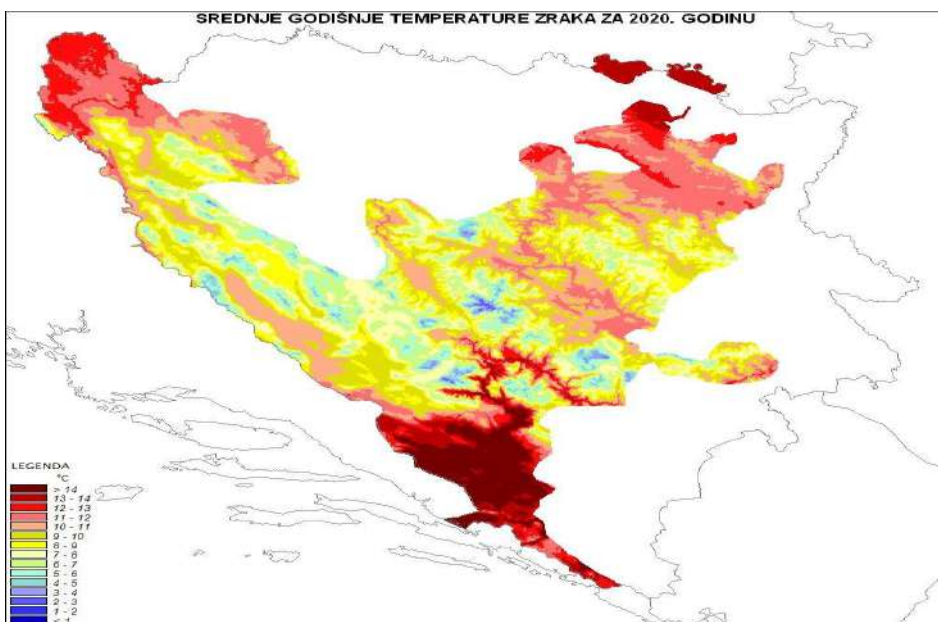 SREDNJE GODIŠNJE TEMPERATURE ZRAKA ZA 2020. GODINU
LEGENDA
°C
> 14
13 - 14
12 - 13
11 - 12
10 - 11
9 - 10
8 - 9
7 - 8
6 - 7
5 - 6
4 - 5
3 - 4
2 - 3
1 - 2
< 1